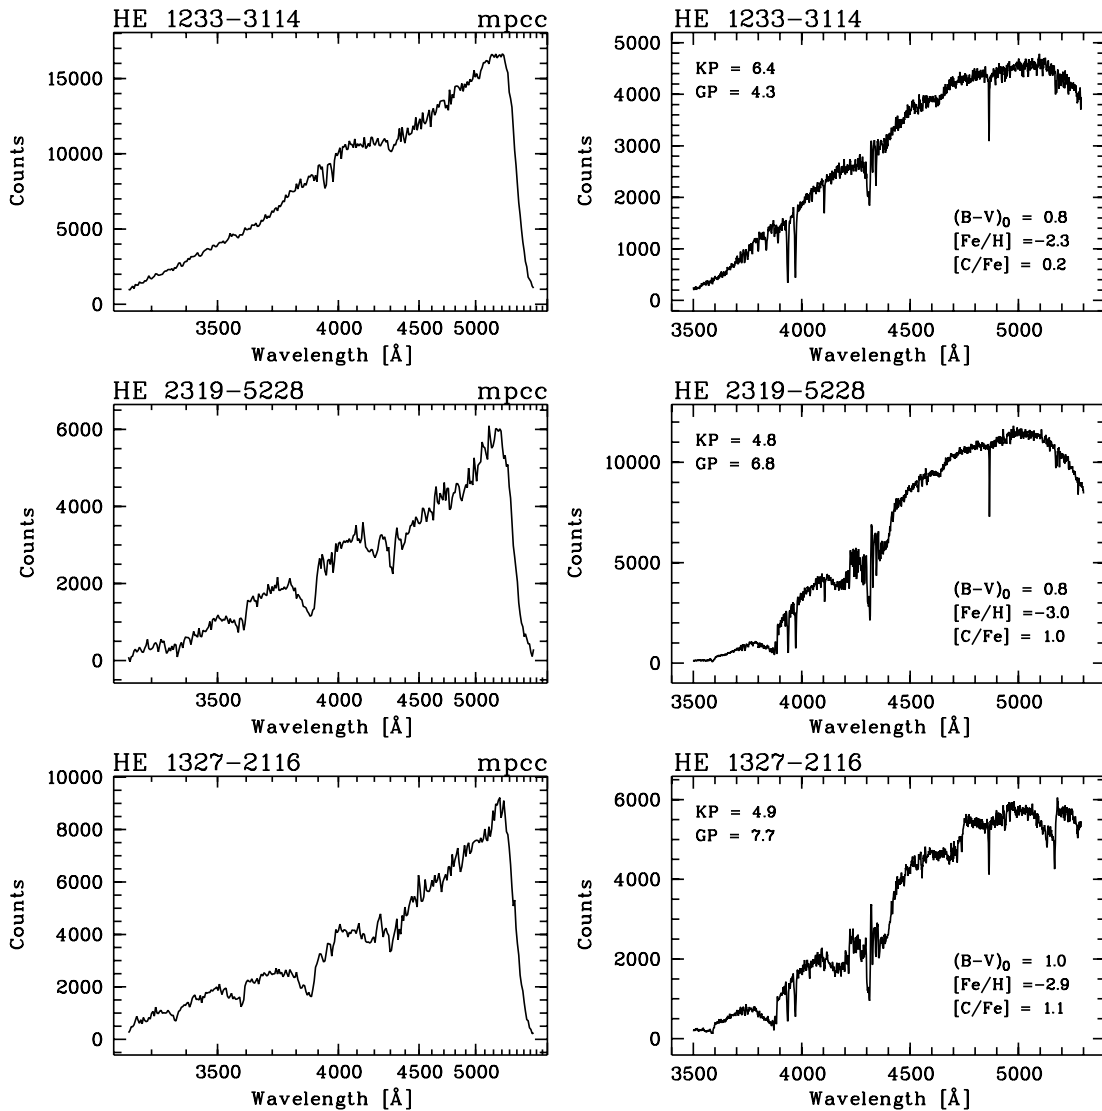 HE 1233−3114 mpcc
15000
10000
5000
0
Counts
3500 4000 4500 5000
Wavelength [Å]
HE 1233−3114
KP = 6.4
GP = 4.3
5000
4000
3000
2000
1000
0
Counts
(B−V)0 = 0.8
[Fe/H] =−2.3
[C/Fe] = 0.2
3500 4000 4500 5000
Wavelength [Å]
HE 2319−5228 mpcc
6000
4000
2000
0
Counts
3500 4000 4500 5000
Wavelength [Å]
HE 2319−5228
KP = 4.8
GP = 6.8
10000
5000
0
Counts
(B−V)0 = 0.8
[Fe/H] =−3.0
[C/Fe] = 1.0
3500 4000 4500 5000
Wavelength [Å]
HE 1327−2116 mpcc
10000
8000
6000
4000
2000
0
Counts
3500 4000 4500 5000
Wavelength [Å]
HE 1327−2116
KP = 4.9
GP = 7.7
6000
4000
2000
0
Counts
(B−V)0 = 1.0
[Fe/H] =−2.9
[C/Fe] = 1.1
3500 4000 4500 5000
Wavelength [Å]